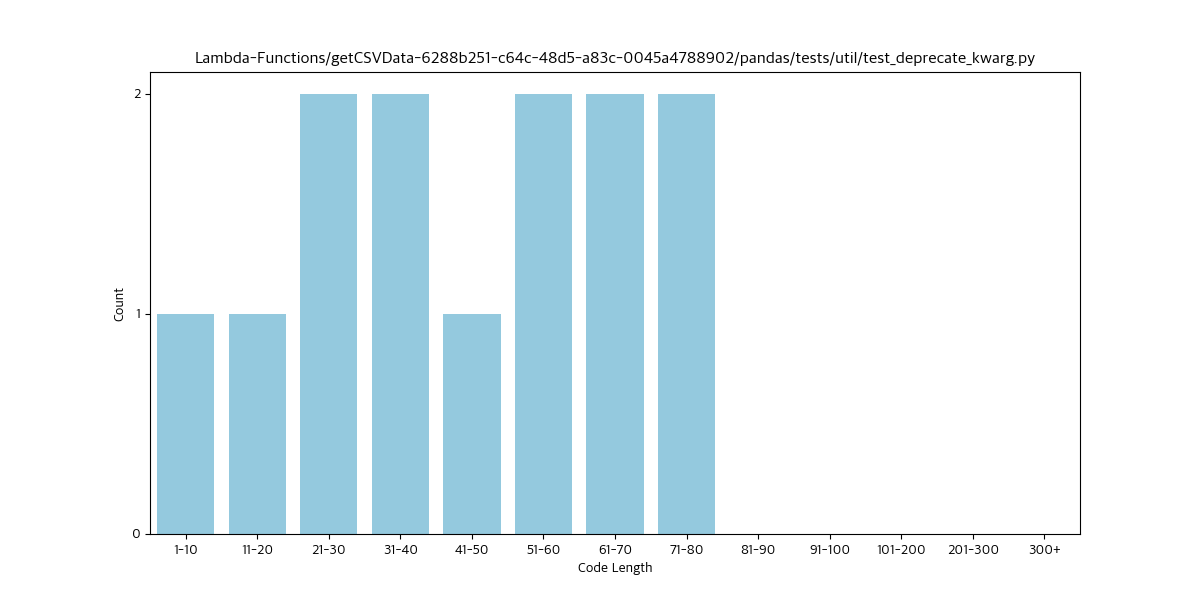 Lambda-Functions/getCSVData-6288b251-c64c-48d5-a83c-0045a4788902/pandas/tests/util/test_deprecate_kwarg.py
2
1
0
Count
1-10 11-20 21-30 31-40 41-50 51-60 61-70 71-80 81-90 91-100 101-200 201-300 300+
Code Length